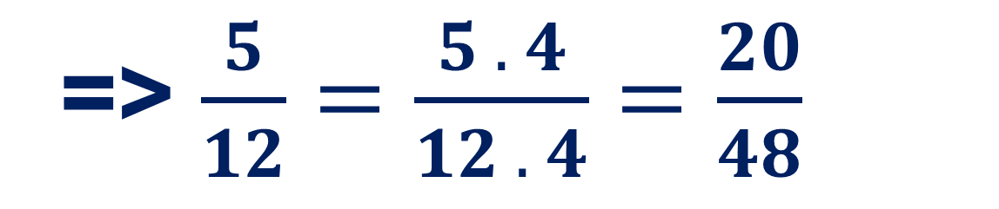 => 5/12 = 5 . 4/12 . 4 = 20/48